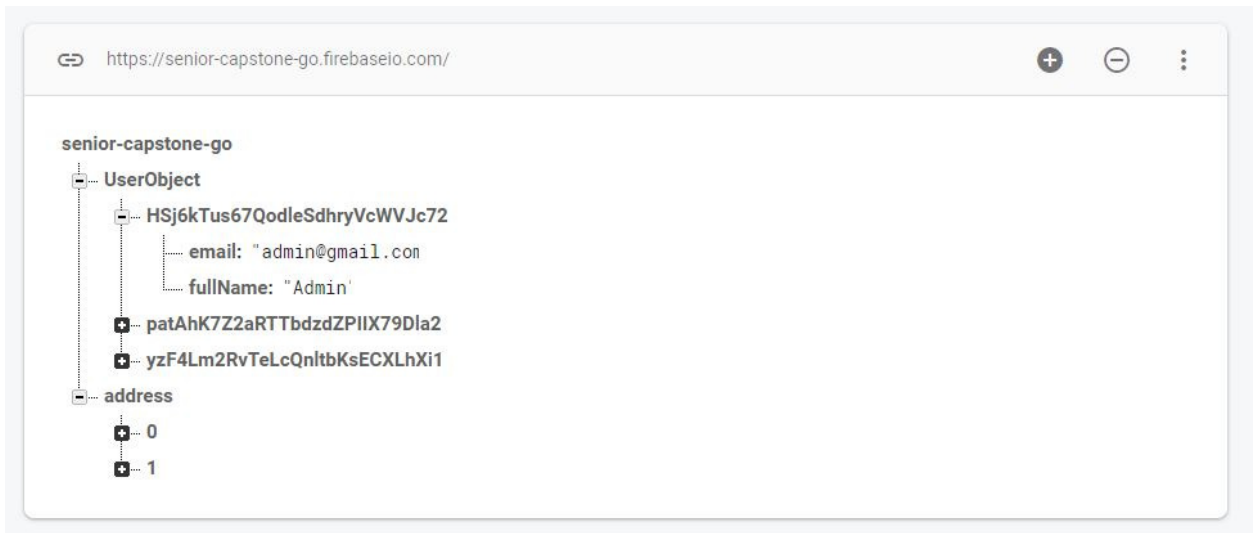 https://senior-capstone-go.firebaseio.com/
senior-capstone-go
UserObject
HSj6kTus67QodleSdhryVcWVJc72
email: "admin@gmail.com
fullName: "Admin'
patAhK7Z2aRTTbdzdZPIIX79Dla2
yzF4Lm2RvTeLcQnltbKsECXLhXi1
address
0
1